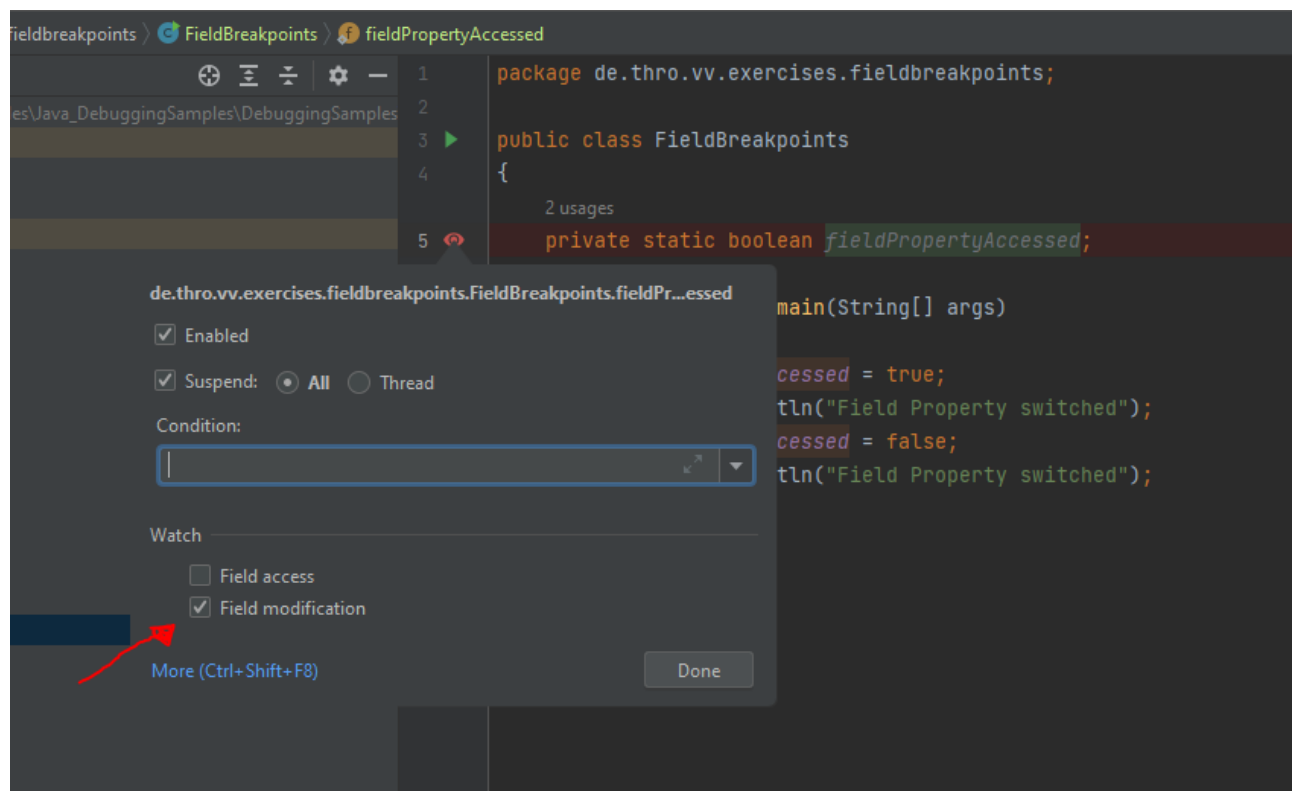 fieldbreakpoints 〉 FieldBreakpoints 〉 f fieldPropertyAccessed
es\Java_DebuggingSamples\DebuggingSamples
1 package de.thro.vv.exercises.fieldbreakpoints;
2
3 public class FieldBreakpoints
4 {
2 usages
5 private static boolean fieldPropertyAccessed;
de.thro.vv.exercises.fieldbreakpoints.FieldBreakpoints.fieldPr...essed
Enabled
Suspend: All Thread
Condition:
Watch
Field access
Field modification
More (Ctrl+Shift+F8)
Done
main(String[] args)
cessed = true;
tln("Field Property switched");
cessed = false;
tln("Field Property switched");